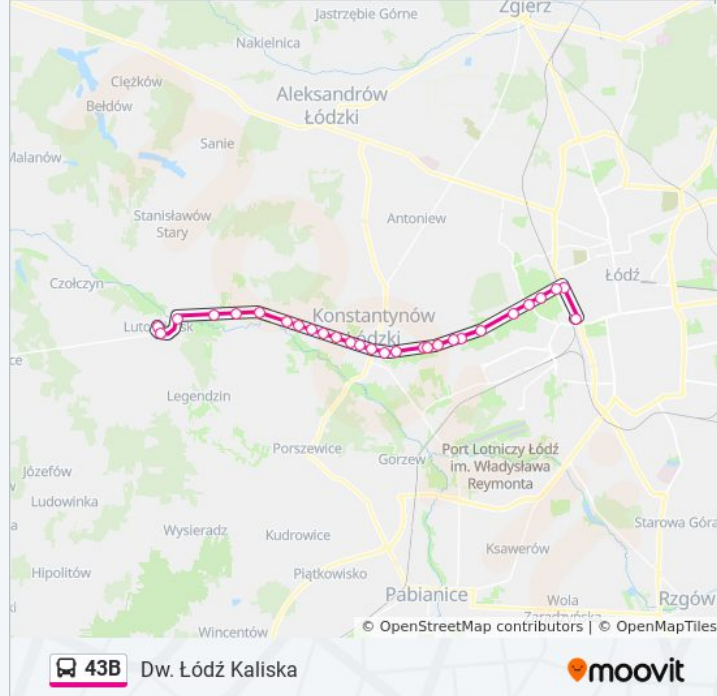 Zgierz
Jastrzębie Górne
Nakielnica
Ciężków
Bełdów
Aleksandrów
Łódzki
Sanie
Malanów
Stanisławów
Stary
Antoniew
Czołczyn
Łódź
Konstantynów
Łódzki
Legendzin
Porszewice
Gorzew
Port Lotniczy Łódź
im. Władysława
Reymonta
Józefów
Ludowinka
Wysieradz
Kudrowice
Starowa Góra
Ksawerów
Hipolitów
Piątkowisko
Pabianice
Wola
Zaradzyńska
Rzgów
Wincentów
© OpenStreetMap contributors | © OpenMapTiles
43B Dw. Łódź Kaliska
moovit